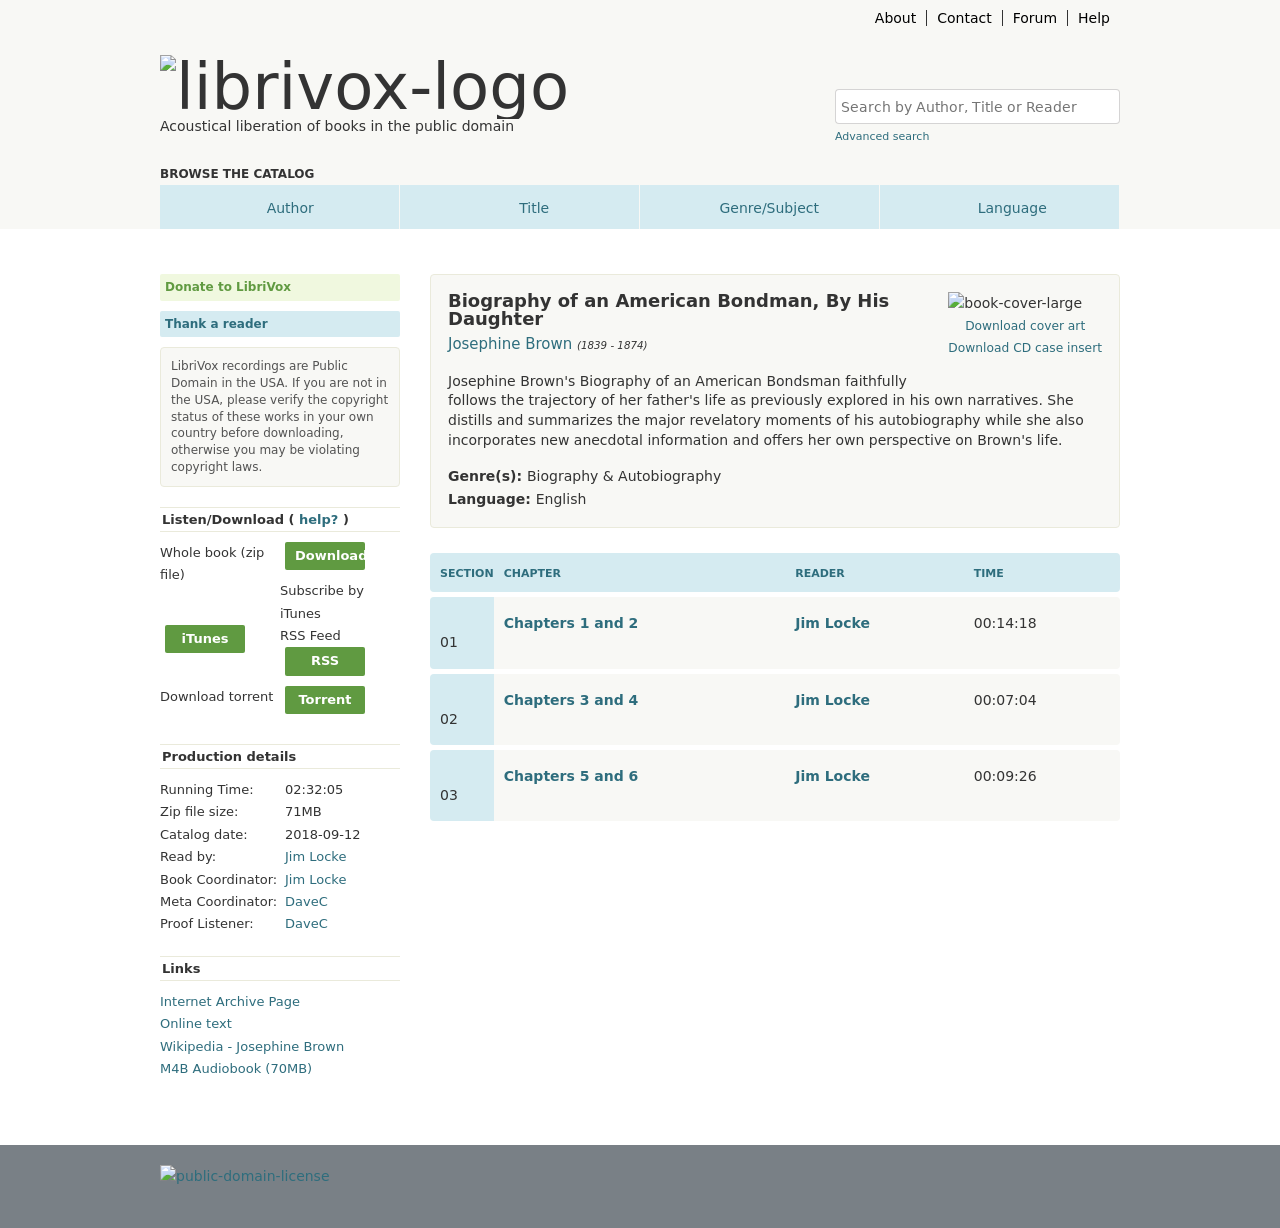 About
Contact
Forum
Help
librivox-logo
Acoustical liberation of books in the public domain
Search by Author, Title or Reader
Advanced search
BROWSE THE CATALOG
Author
Title
Genre/Subject
Language
Donate to LibriVox
Thank a reader
LibriVox recordings are Public
Domain in the USA. If you are not in
the USA, please verify the copyright
status of these works in your own
country before downloading,
otherwise you may be violating
copyright laws.
Listen/Download ( help? )
Whole book (zip
file)
Download
Subscribe by
iTunes
iTunes
RSS Feed
RSS
Download torrent
Torrent
Production details
Running Time: 02:32:05
Zip file size: 71MB
Catalog date: 2018-09-12
Read by: Jim Locke
Book Coordinator: Jim Locke
Meta Coordinator: DaveC
Proof Listener: DaveC
Links
Internet Archive Page
Online text
Wikipedia - Josephine Brown
M4B Audiobook (70MB)
Biography of an American Bondman, By His
Daughter
Josephine Brown (1839 - 1874)
book-cover-large
Download cover art
Download CD case insert
Josephine Brown's Biography of an American Bondsman faithfully
follows the trajectory of her father's life as previously explored in his own narratives. She
distills and summarizes the major revelatory moments of his autobiography while she also
incorporates new anecdotal information and offers her own perspective on Brown's life.
Genre(s): Biography & Autobiography
Language: English
SECTION CHAPTER READER TIME
01 Chapters 1 and 2 Jim Locke 00:14:18
02 Chapters 3 and 4 Jim Locke 00:07:04
03 Chapters 5 and 6 Jim Locke 00:09:26
public-domain-license